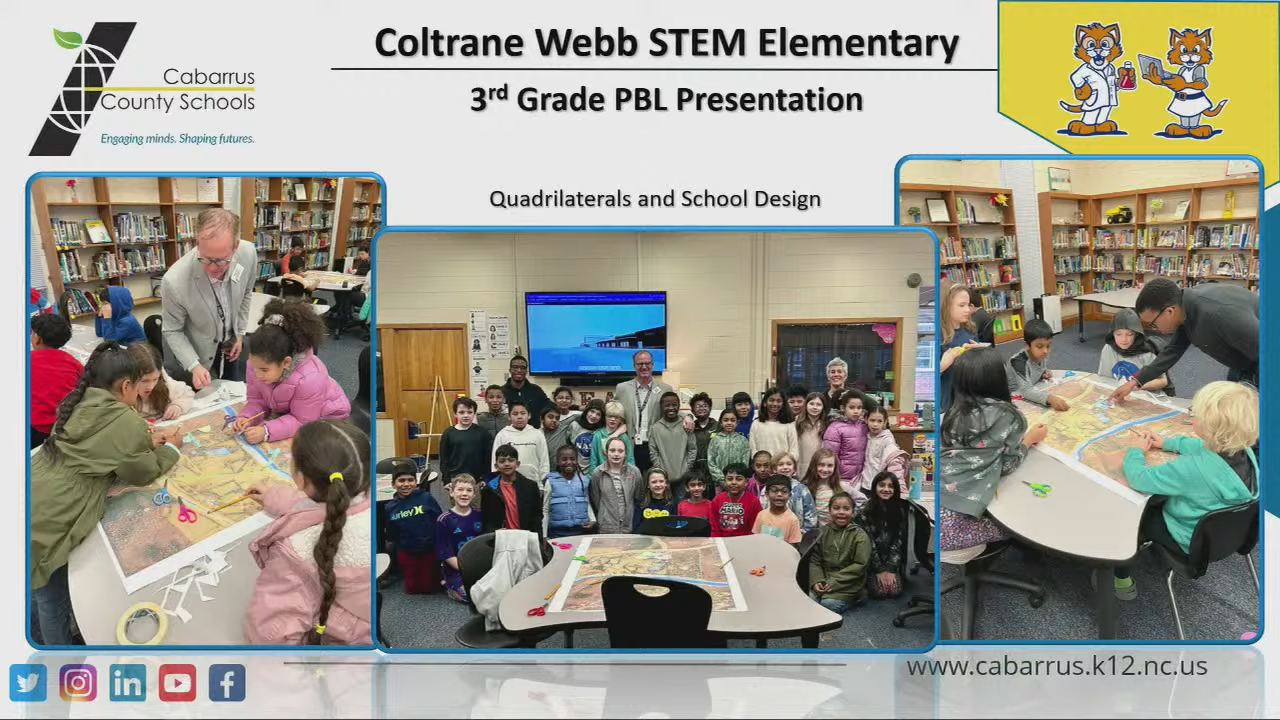 Coltrane Webb STEM Elementary
3rd Grade PBL Presentation
Cabarrus
County Schools
Engaging minds. Shaping futures.
Quadrilaterals and School Design
Hurley
www.cabarrus.k12.nc.us